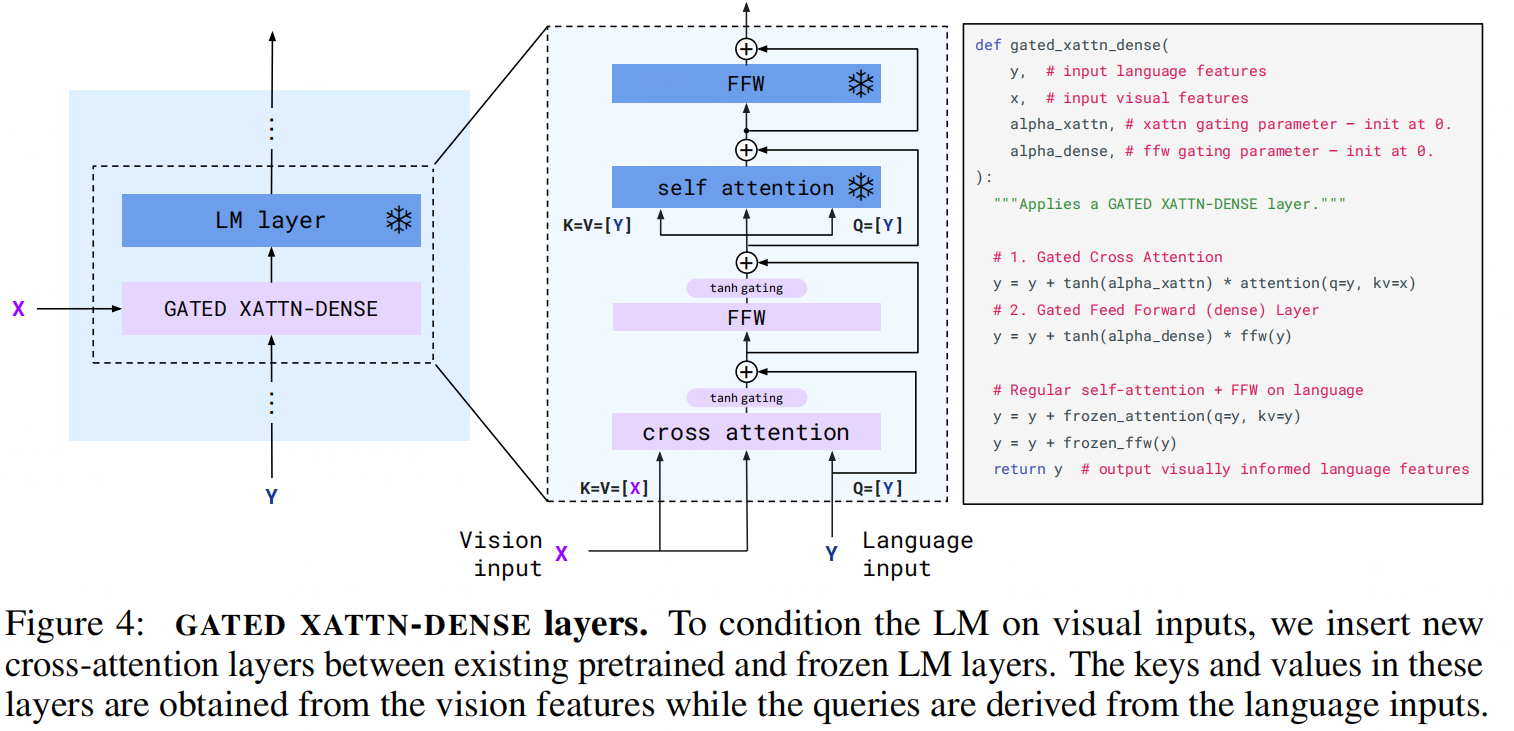 LM layer
X
GATED XATTN-DENSE
Y
FFW
self attention
K=V=[Y]
Q=[Y]
tanh gating
FFW
tanh gating
cross attention
K=V=[X]
Q=[Y]
Vision
input
X
Y
Language
input
def gated_xattn_dense(
y, # input language features
x, # input visual features
alpha_xattn, # xattn gating parameter – init at 0.
alpha_dense, # ffw gating parameter – init at 0.
):
"""Applies a GATED XATTN-DENSE layer."""
# 1. Gated Cross Attention
y = y + tanh(alpha_xattn) * attention(q=y, kv=x)
# 2. Gated Feed Forward (dense) Layer
y = y + tanh(alpha_dense) * ffw(y)
# Regular self-attention + FFW on language
y = y + frozen_attention(q=y, kv=y)
y = y + frozen_ffw(y)
return y # output visually informed language features
Figure 4: GATED XATTN-DENSE layers. To condition the LM on visual inputs, we insert new
cross-attention layers between existing pretrained and frozen LM layers. The keys and values in these
layers are obtained from the vision features while the queries are derived from the language inputs.